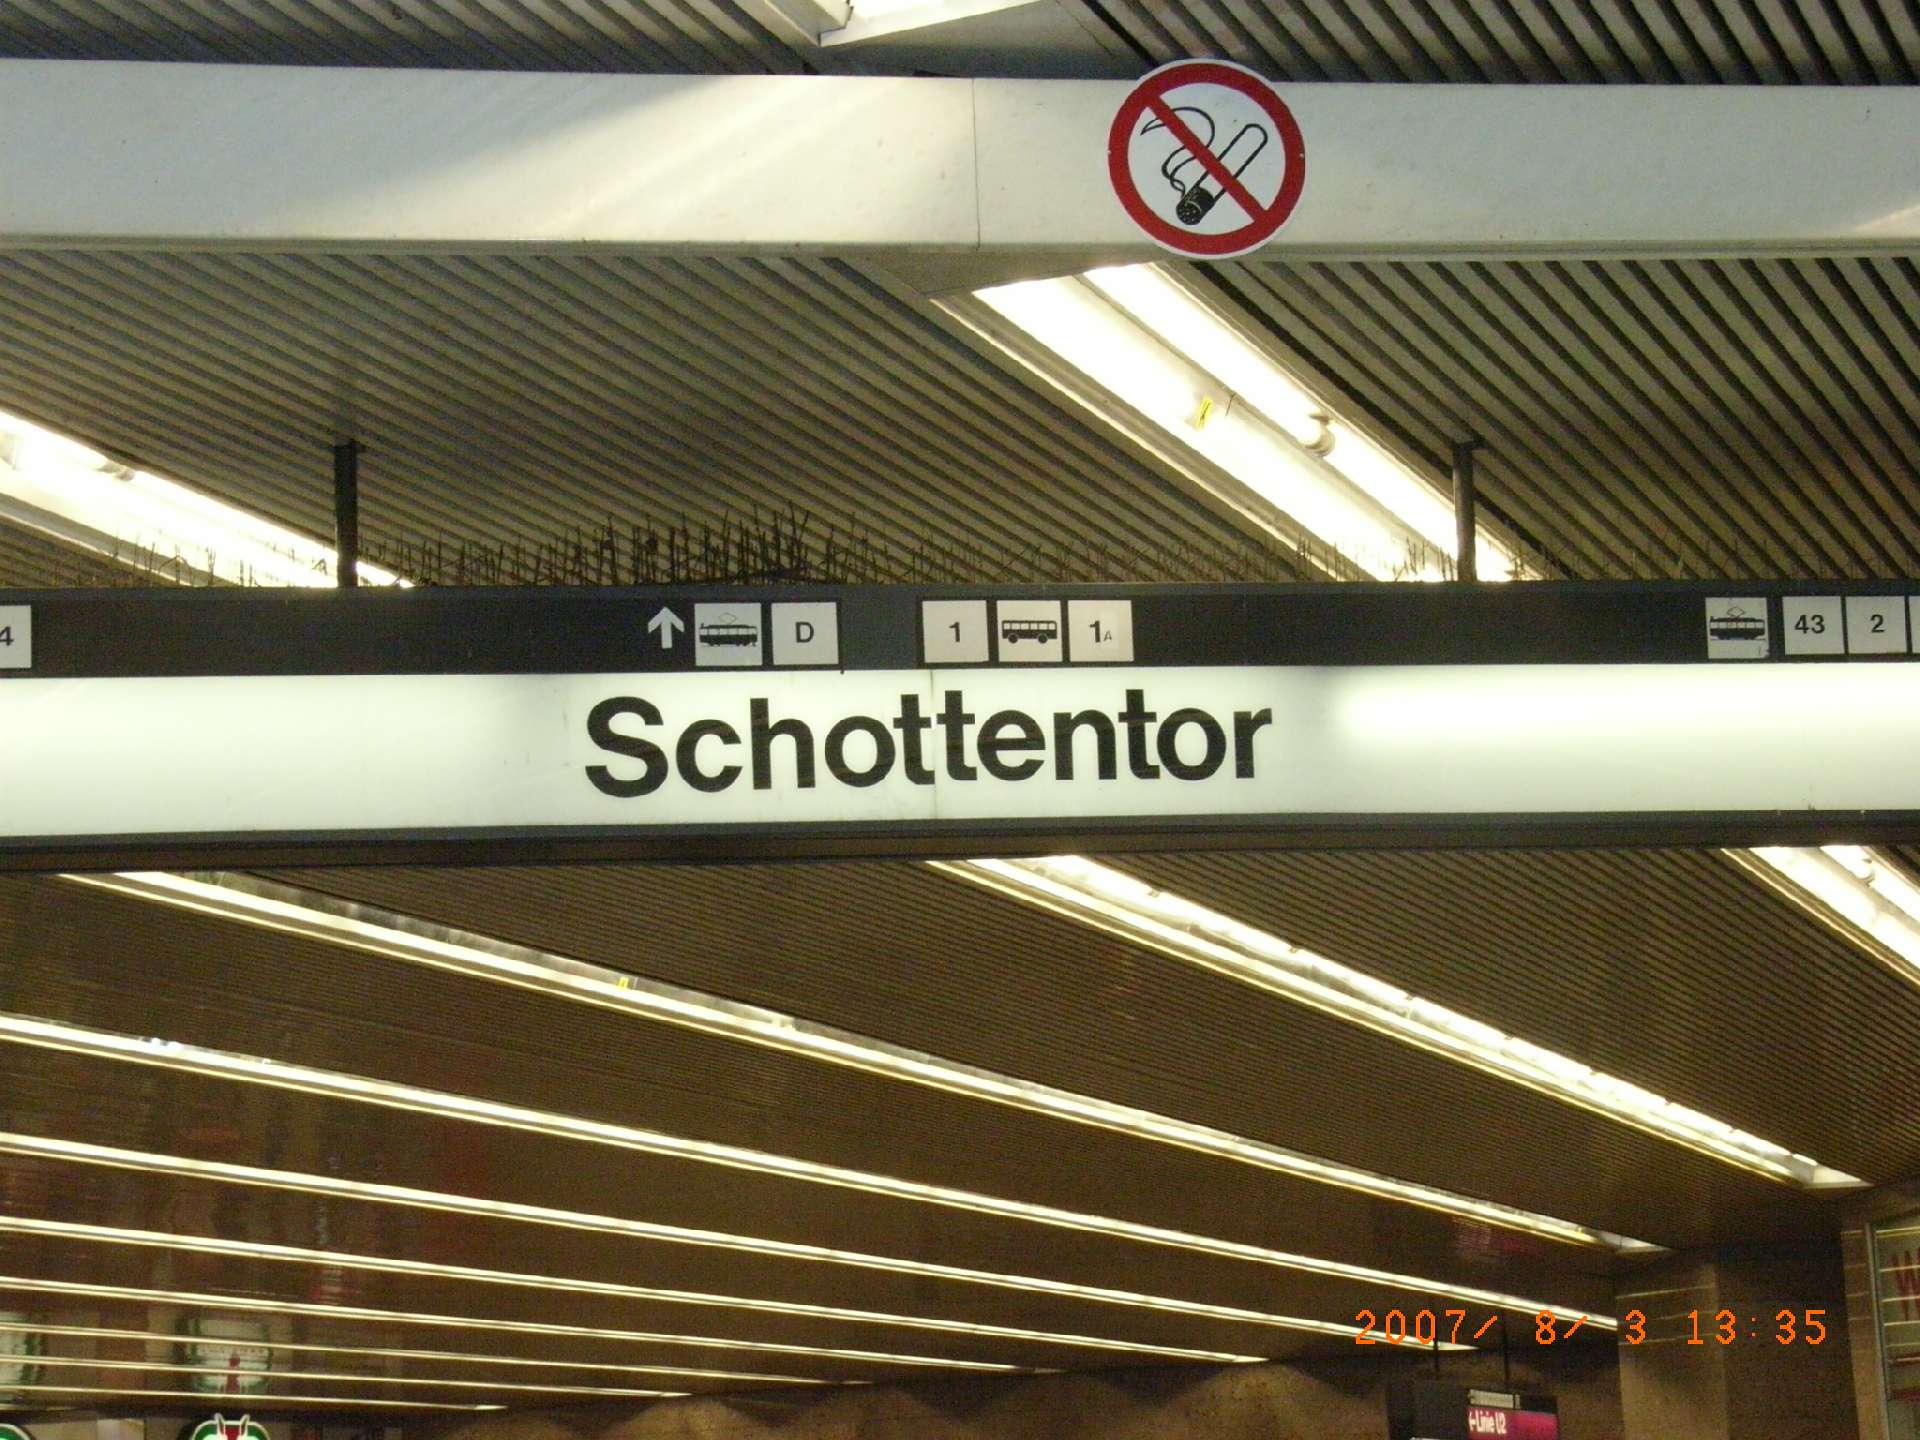 4
D
1
1A
43
2
Schottentor
2007/ 8/ 3 13:35
←Linie U2